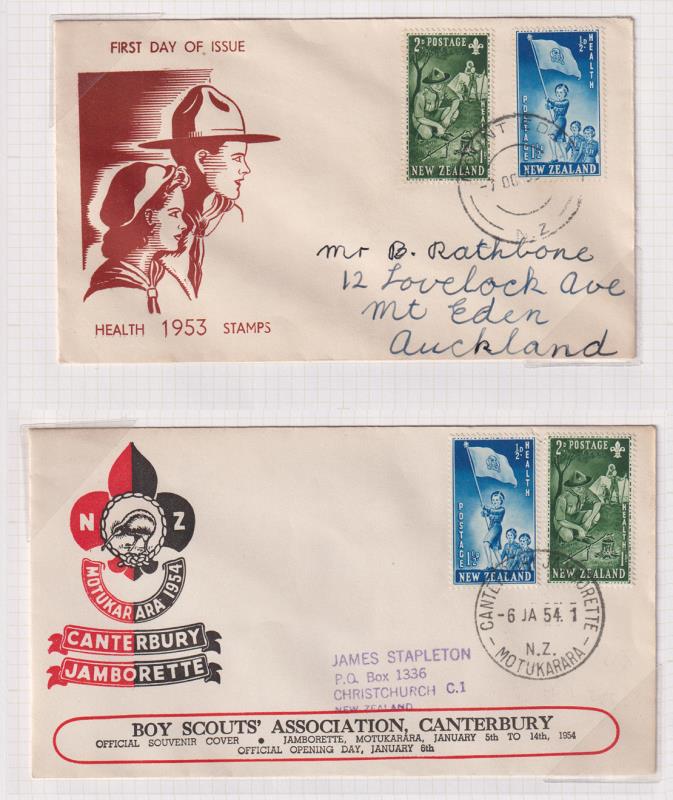 FIRST DAY OF ISSUE
HEALTH 1953 STAMPS
2D POSTAGE
HEALTH
1D
NEW ZEALAND
½D.
HEALTH
POSTAGE
1½D
NEW ZEALAND
-7 OC
N.Z
Mr B. Rathbone
12 Lovelock Ave
Mt Eden
Auckland
N Z
MOTUKARARA 1954
CANTERBURY
JAMBORETTE
½D.
HEALTH
POSTAGE
1½D
NEW ZEALAND
2D POSTAGE
HEALTH
1D
NEW ZEALAND
-6 JA 54. 1
N.Z.
-MOTUKARARA-
JAMES STAPLETON
P.O. Box 1336
CHRISTCHURCH C.I
NEW ZEALAND
BOY SCOUTS' ASSOCIATION, CANTERBURY
OFFICIAL SOUVENIR COVER • JAMBORETTE, MOTUKARARA, JANUARY 5th TO 14th, 1954
OFFICIAL OPENING DAY, JANUARY 6th